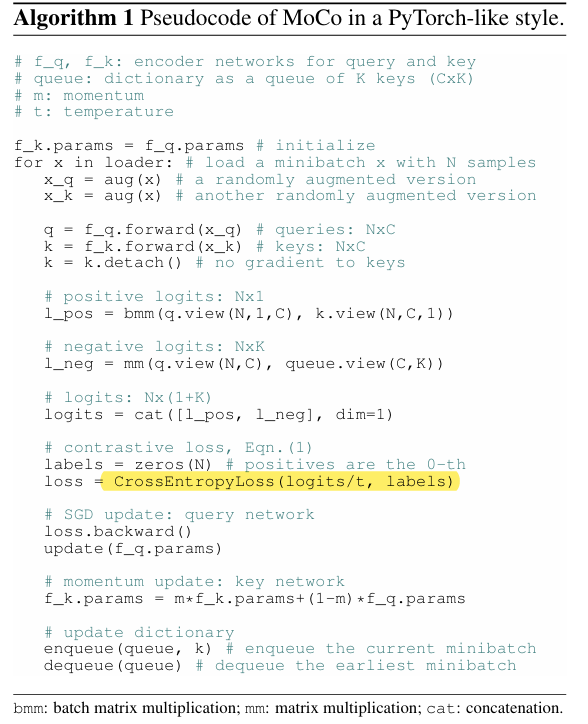 Algorithm 1 Pseudocode of MoCo in a PyTorch-like style.
# f_q, f_k: encoder networks for query and key
# queue: dictionary as a queue of K keys (CxK)
# m: momentum
# t: temperature
f_k.params = f_q.params # initialize
for x in loader: # load a minibatch x with N samples
x_q = aug(x) # a randomly augmented version
x_k = aug(x) # another randomly augmented version
q = f_q.forward(x_q) # queries: NxC
k = f_k.forward(x_k) # keys: NxC
k = k.detach() # no gradient to keys
# positive logits: Nx1
l_pos = bmm(q.view(N,1,C), k.view(N,C,1))
# negative logits: NxK
l_neg = mm(q.view(N,C), queue.view(C,K))
# logits: Nx(1+K)
logits = cat([l_pos, l_neg], dim=1)
# contrastive loss, Eqn.(1)
labels = zeros(N) # positives are the 0-th
loss = CrossEntropyLoss(logits/t, labels)
# SGD update: query network
loss.backward()
update(f_q.params)
# momentum update: key network
f_k.params = m*f_k.params+(1-m)*f_q.params
# update dictionary
enqueue(queue, k) # enqueue the current minibatch
dequeue(queue) # dequeue the earliest minibatch
bmm: batch matrix multiplication; mm: matrix multiplication; cat: concatenation.